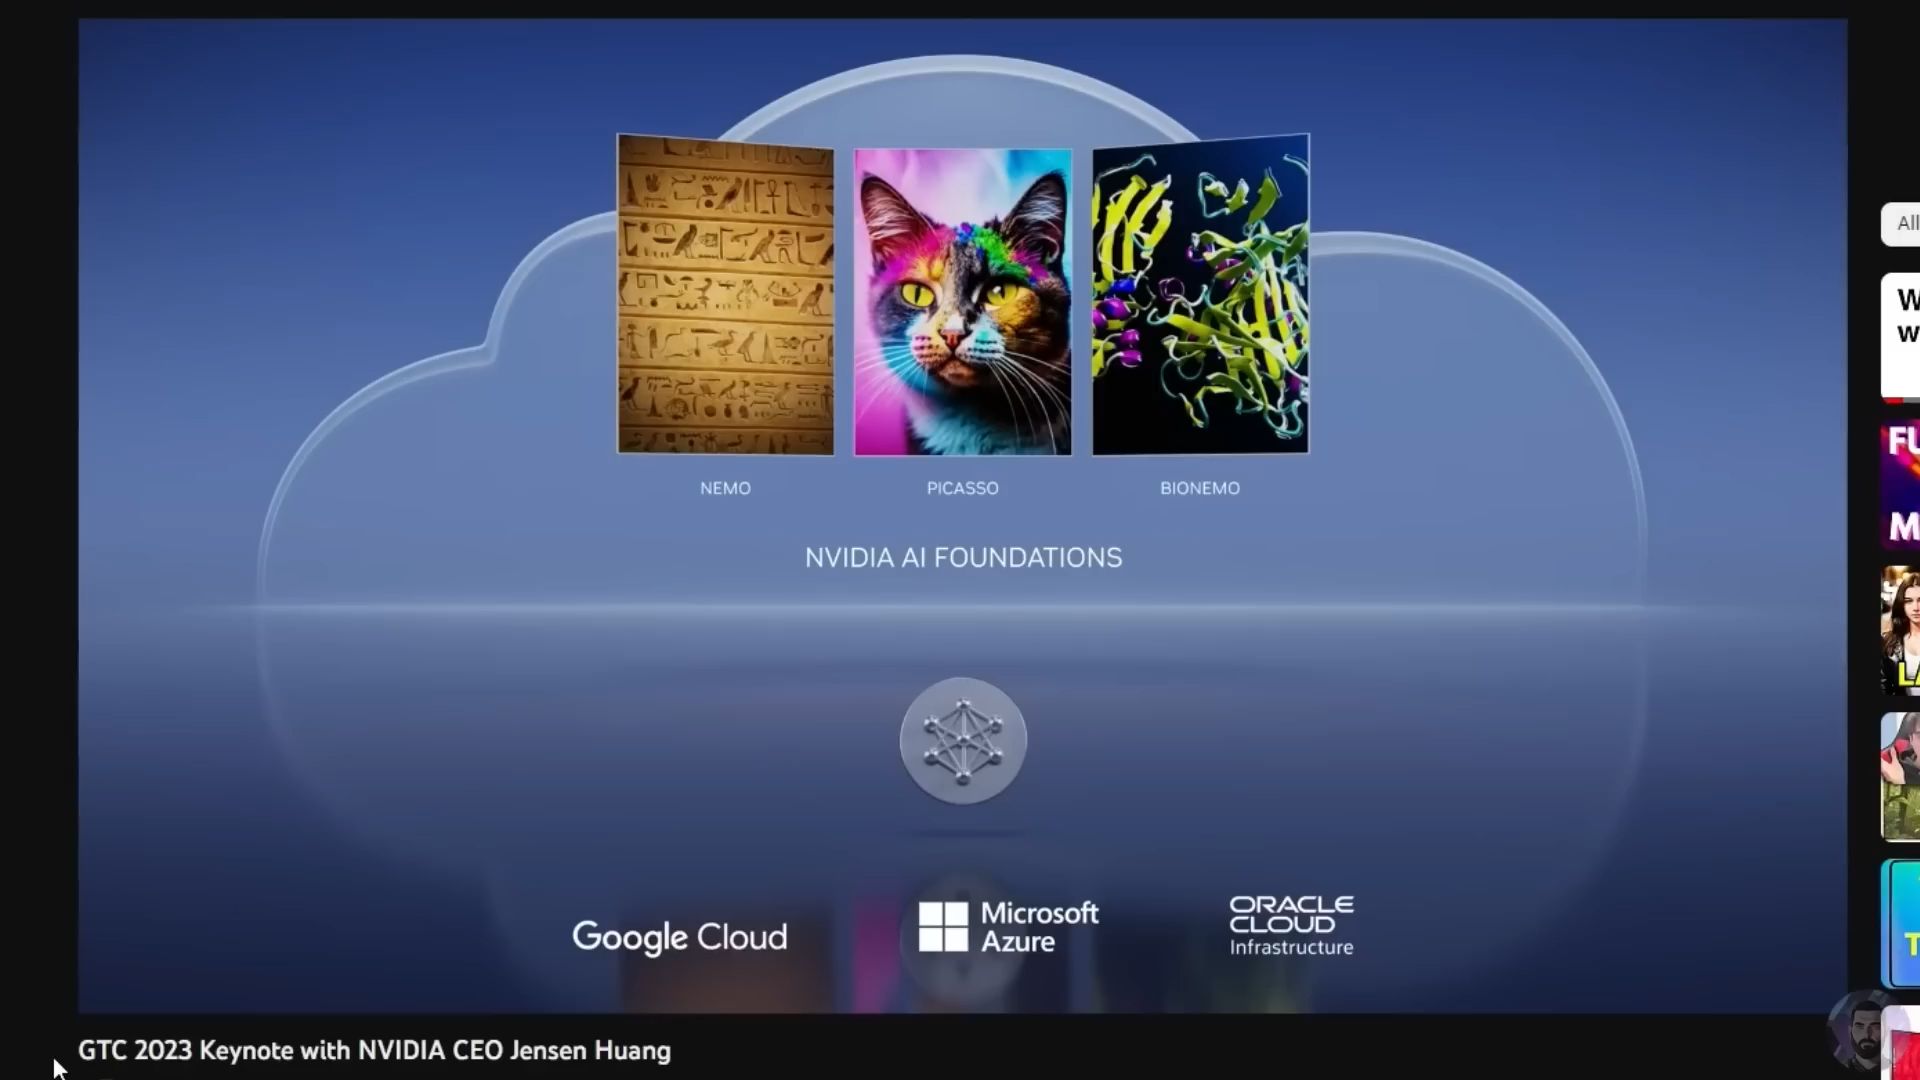 NEMO
PICASSO
BIONEMO
NVIDIA AI FOUNDATIONS
Google Cloud
Microsoft
Azure
ORACLE
CLOUD
Infrastructure
GTC 2023 Keynote with NVIDIA CEO Jensen Huang
All